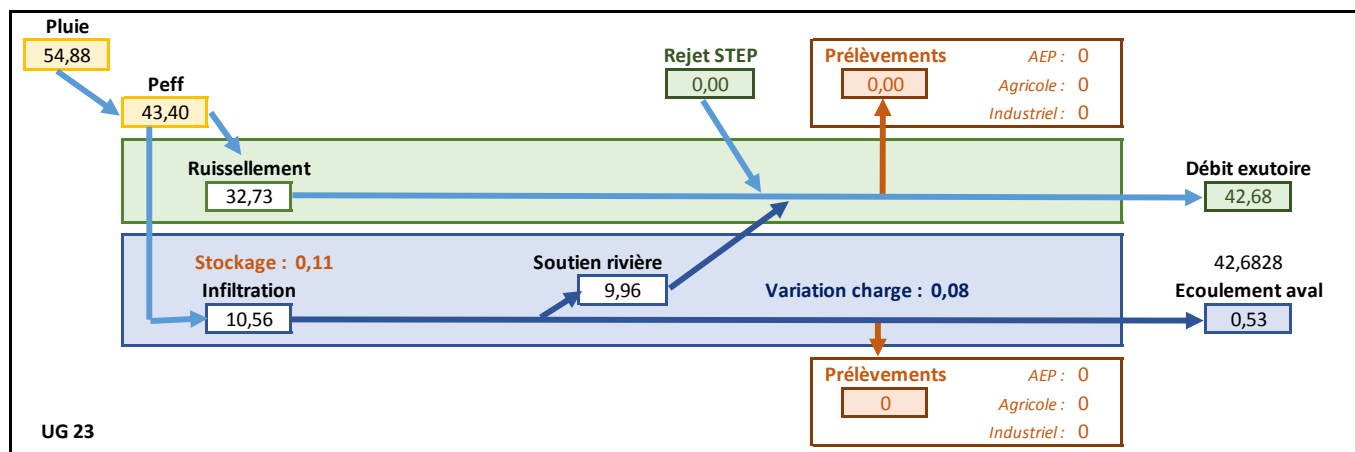 Pluie
54,88
Peff
43,40
Rejet STEP
0,00
Prélèvements
0,00
AEP : 0
Agricole : 0
Industriel : 0
Ruissellement
32,73
Débit exutoire
42,68
Stockage : 0,11
Infiltration
10,56
Soutien rivière
9,96
Variation charge : 0,08
42,6828
Ecoulement aval
0,53
Prélèvements
0
AEP : 0
Agricole : 0
Industriel : 0
UG 23